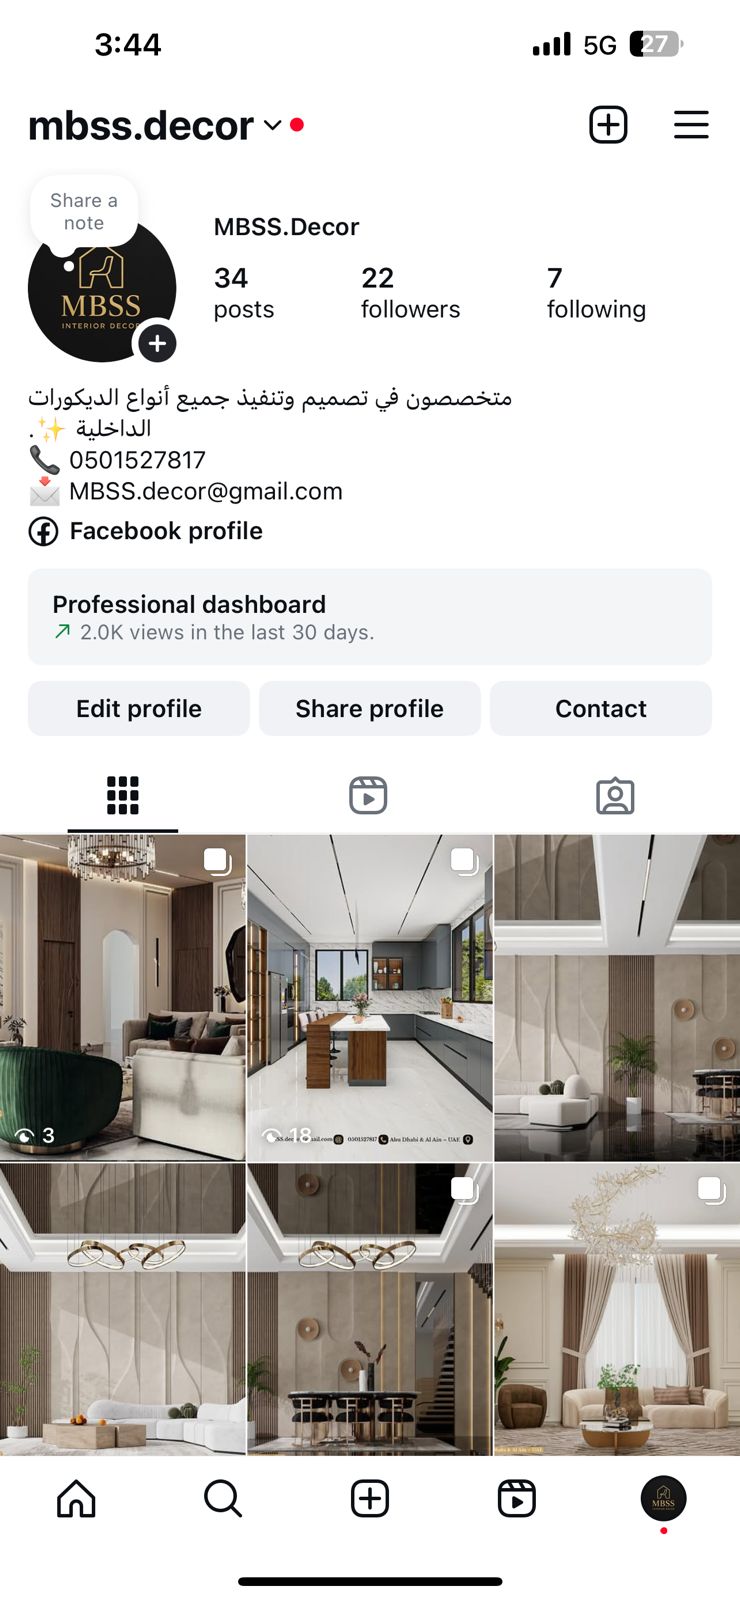 3:44
5G 27
mbss.decor
Share a
note
MBSS
INTERIOR DECOR
MBSS.Decor
34 22 7
posts followers following
متخصصون في تصميم وتنفيذ جميع أنواع الديكورات
الداخلية ✨.
📞 0501527817
📩 MBSS.decor@gmail.com
Facebook profile
Professional dashboard
2.0K views in the last 30 days.
Edit profile Share profile Contact
3
18
0501527817 Abu Dhabi & Al Ain – UAE
MBSS